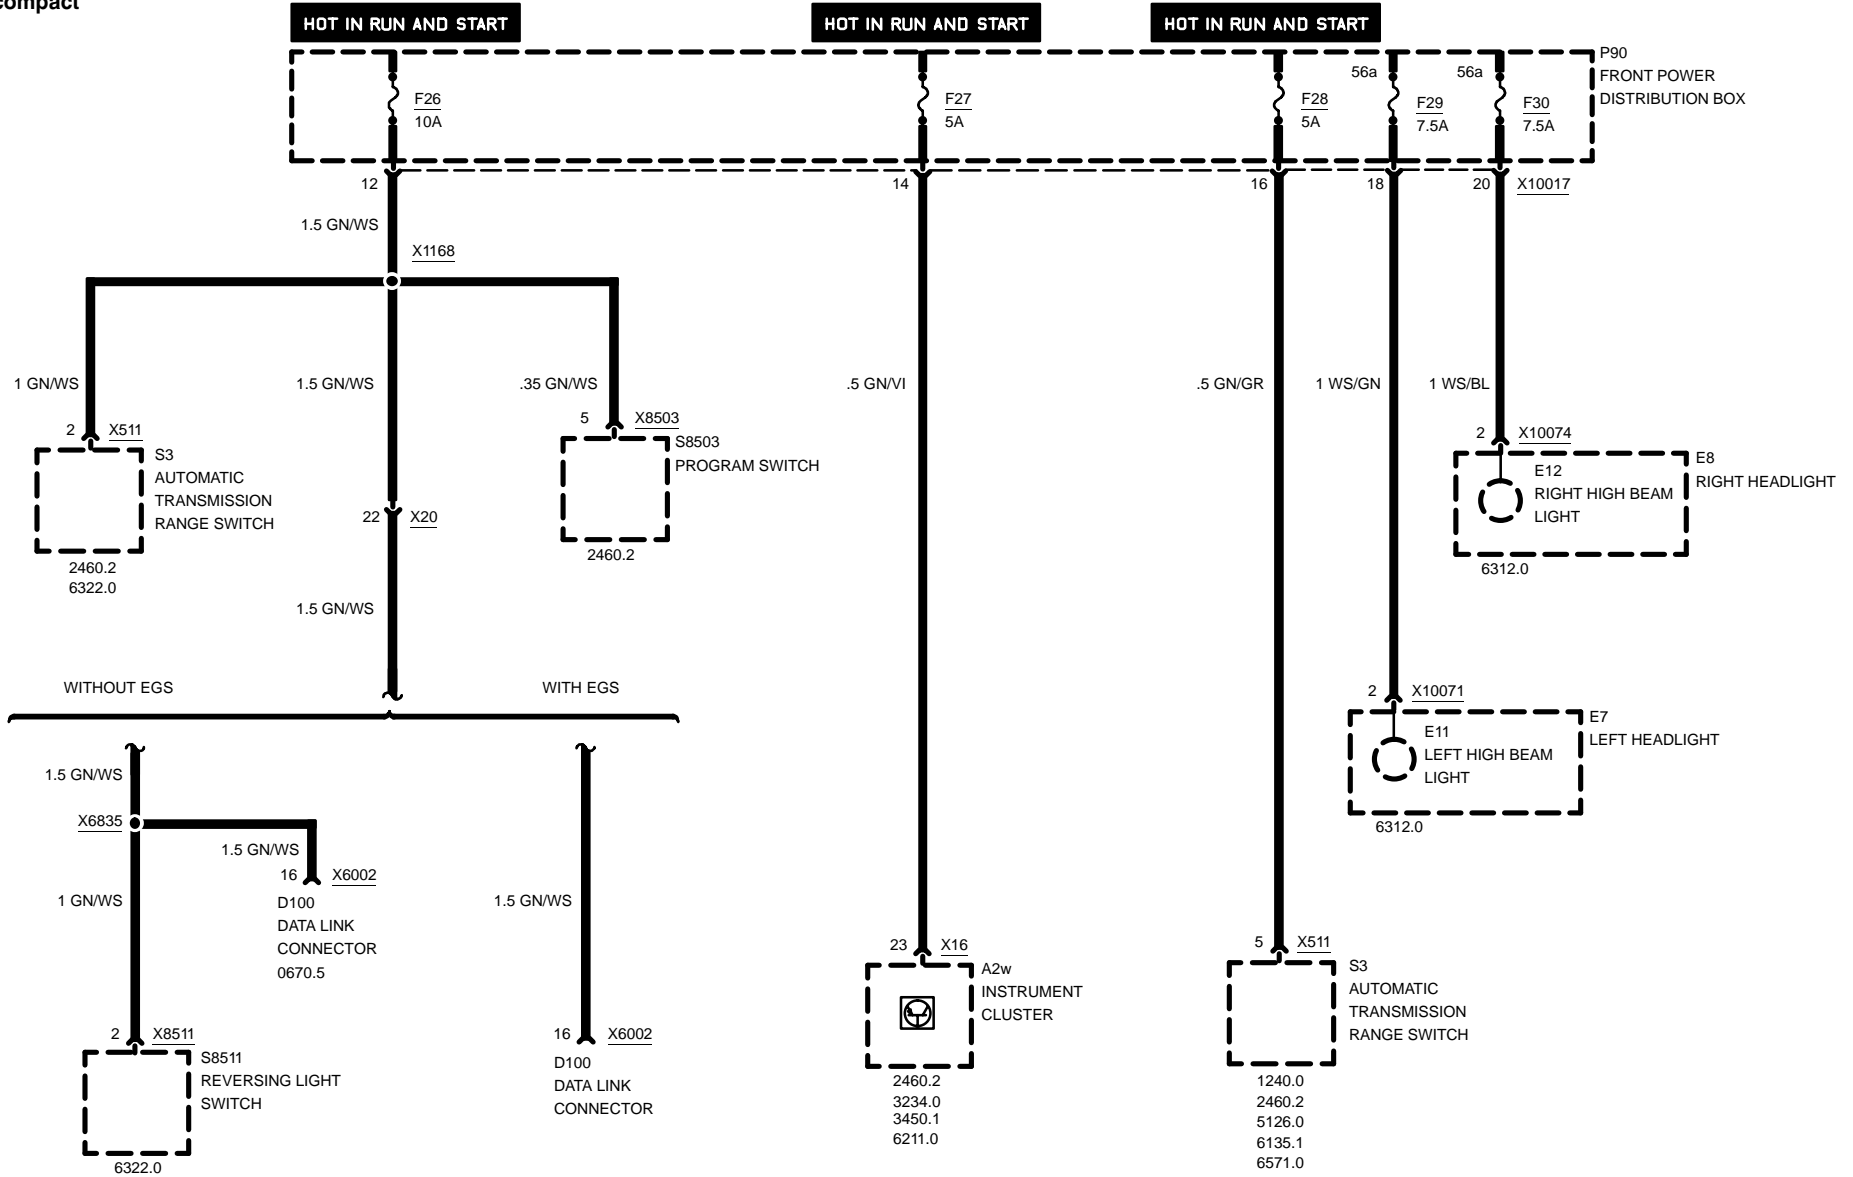 compact
HOT IN RUN AND START
HOT IN RUN AND START
HOT IN RUN AND START
P90
FRONT POWER
DISTRIBUTION BOX
F26
10A
F27
5A
F28
5A
56a
F29
7.5A
56a
F30
7.5A
12
14
16
18
20
X10017
1.5 GN/WS
X1168
1 GN/WS
1.5 GN/WS
.35 GN/WS
.5 GN/VI
.5 GN/GR
1 WS/GN
1 WS/BL
2
X511
S3
AUTOMATIC
TRANSMISSION
RANGE SWITCH
2460.2
6322.0
5
X8503
S8503
PROGRAM SWITCH
2460.2
22
X20
1.5 GN/WS
2
X10074
E8
RIGHT HEADLIGHT
E12
RIGHT HIGH BEAM
LIGHT
6312.0
WITHOUT EGS
WITH EGS
2
X10071
E7
LEFT HEADLIGHT
E11
LEFT HIGH BEAM
LIGHT
6312.0
1.5 GN/WS
X6835
1.5 GN/WS
16
X6002
D100
DATA LINK
CONNECTOR
0670.5
1 GN/WS
1.5 GN/WS
2
X8511
S8511
REVERSING LIGHT
SWITCH
6322.0
16
X6002
D100
DATA LINK
CONNECTOR
23
X16
A2w
INSTRUMENT
CLUSTER
2460.2
3234.0
3450.1
6211.0
5
X511
S3
AUTOMATIC
TRANSMISSION
RANGE SWITCH
1240.0
2460.2
5126.0
6135.1
6571.0